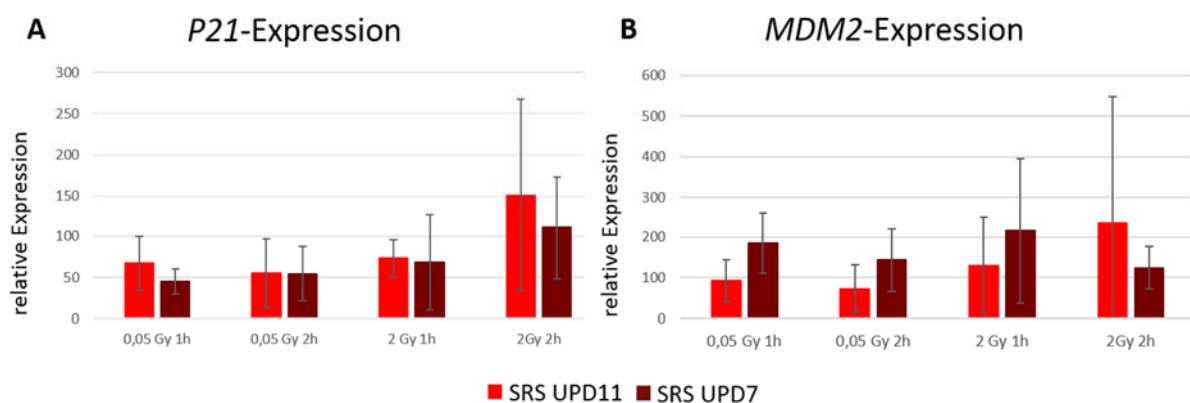 A P21-Expression
relative Expression
300
250
200
150
100
50
0
0,05 Gy 1h 0,05 Gy 2h 2 Gy 1h 2Gy 2h
B MDM2-Expression
relative Expression
600
500
400
300
200
100
0
0,05 Gy 1h 0,05 Gy 2h 2 Gy 1h 2Gy 2h
SRS UPD11 SRS UPD7